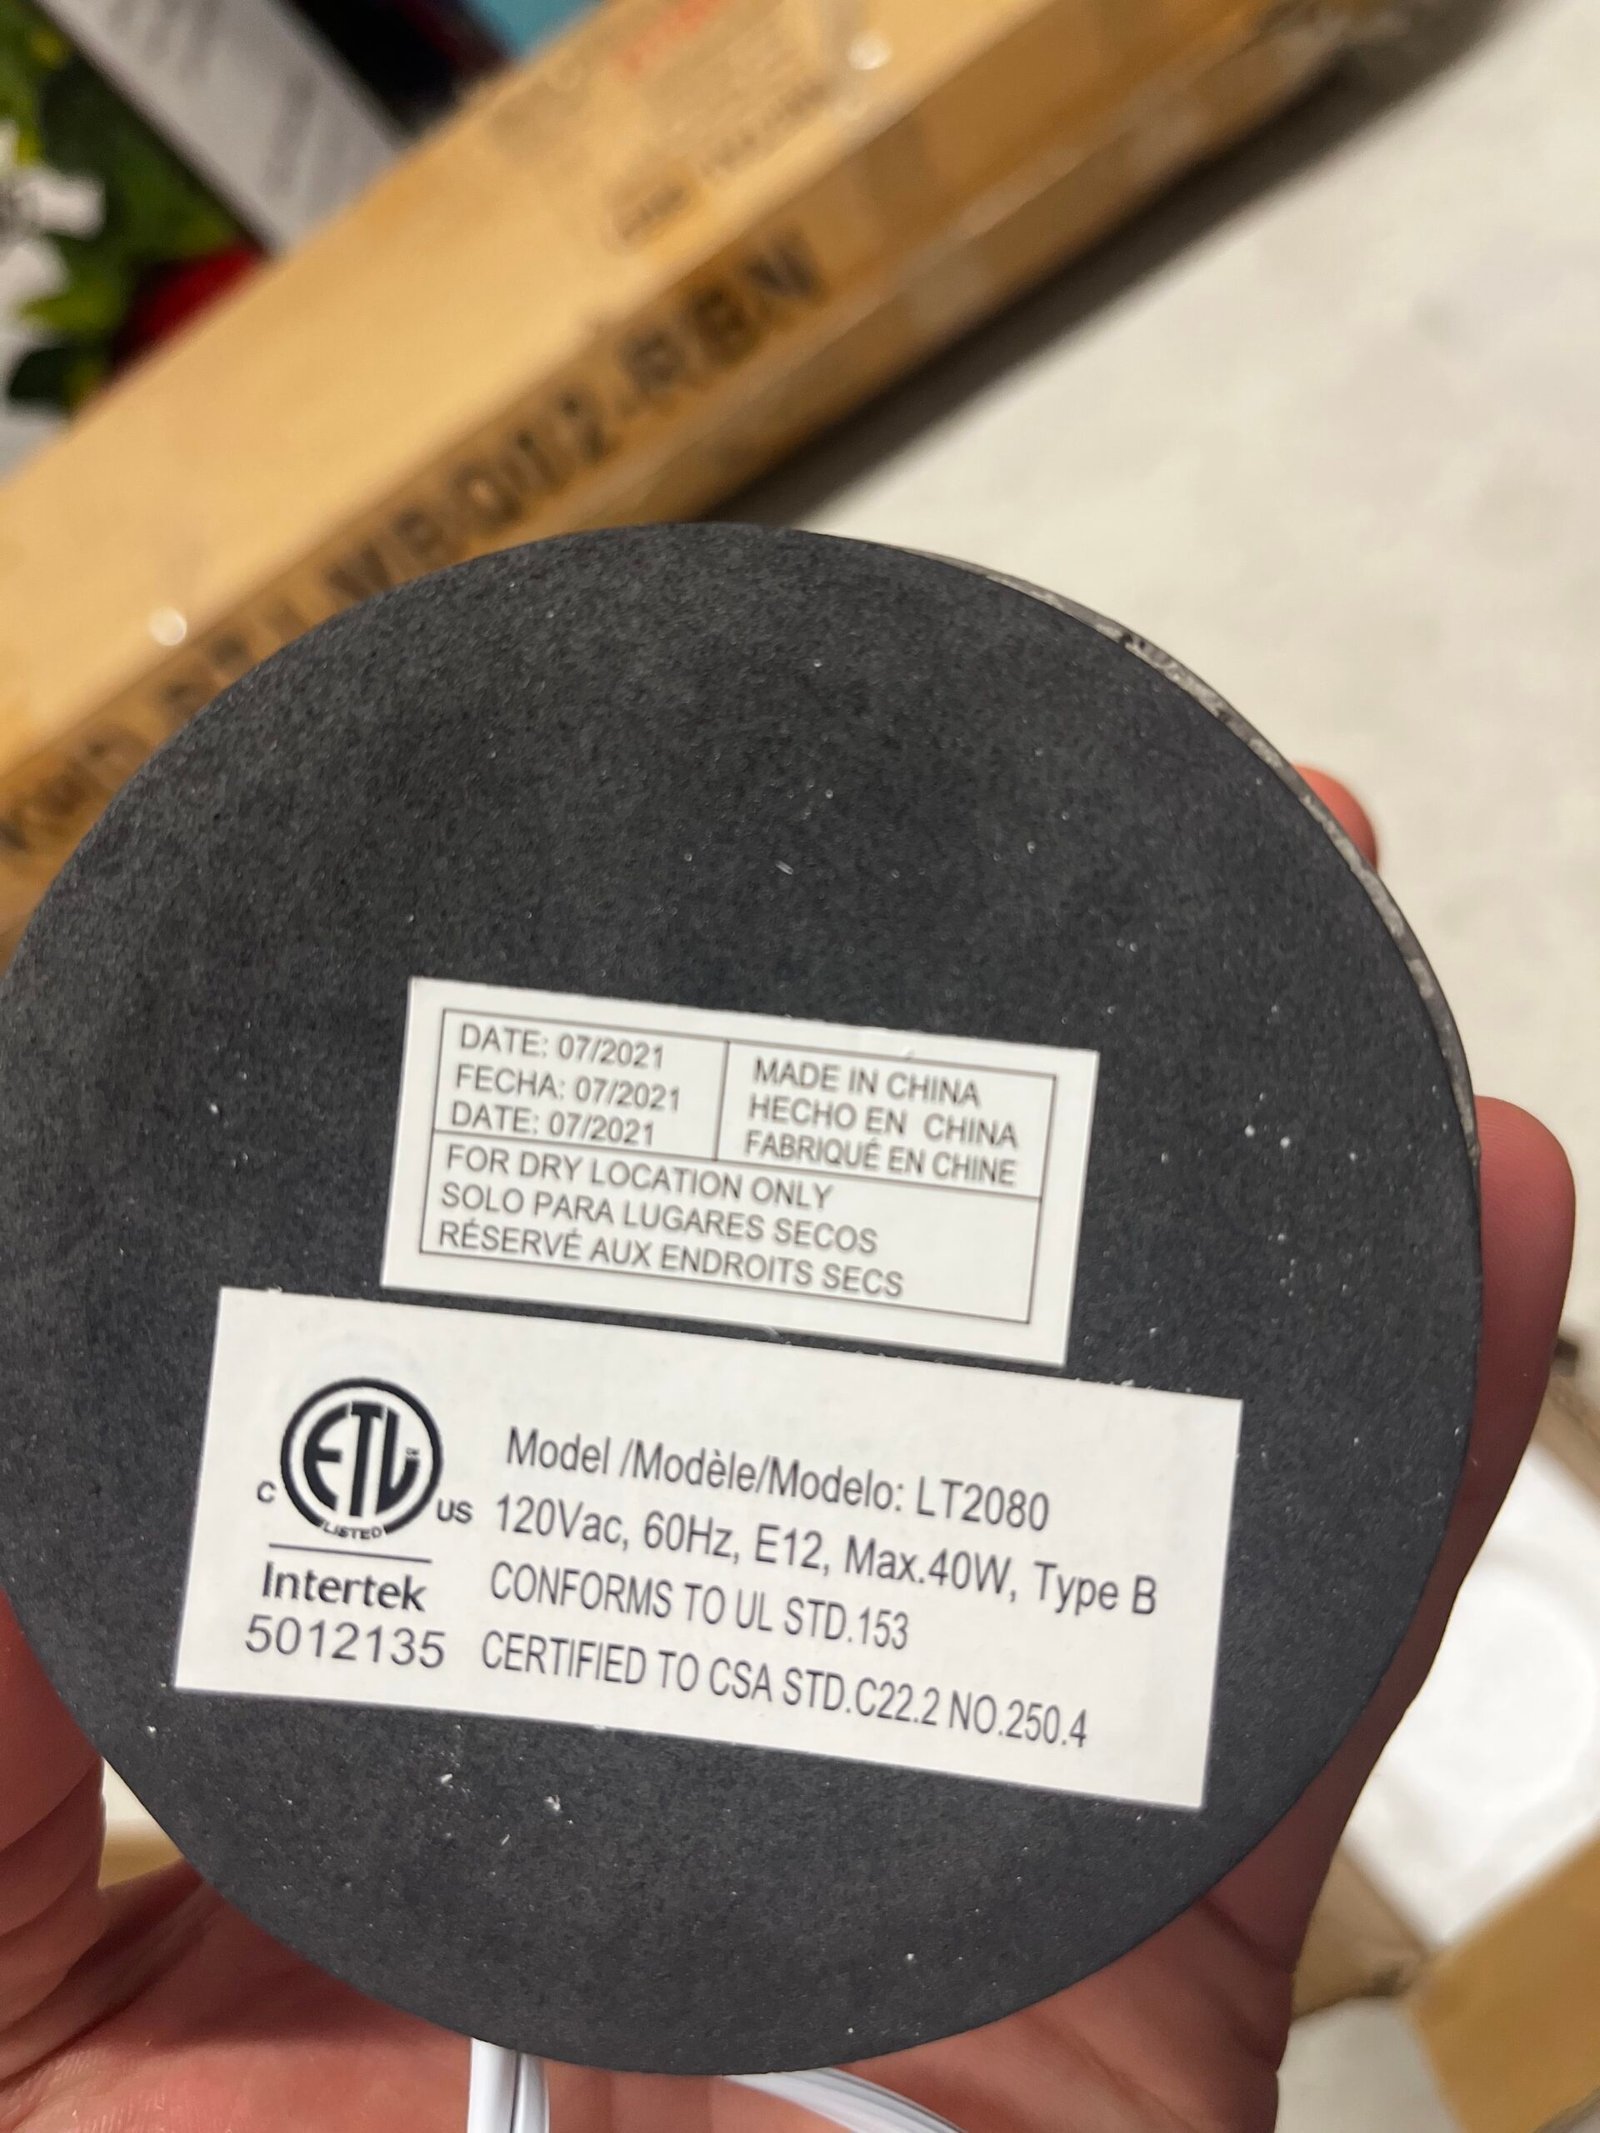 DATE: 07/2021
FECHA: 07/2021
DATE: 07/2021
MADE IN CHINA
HECHO EN CHINA
FABRIQUÉ EN CHINE
FOR DRY LOCATION ONLY
SOLO PARA LUGARES SECOS
RÉSERVÉ AUX ENDROITS SECS
ETL
C
US
LISTED
Intertek
5012135
Model /Modèle/Modelo: LT2080
120Vac, 60Hz, E12, Max.40W, Type B
CONFORMS TO UL STD.153
CERTIFIED TO CSA STD.C22.2 NO.250.4